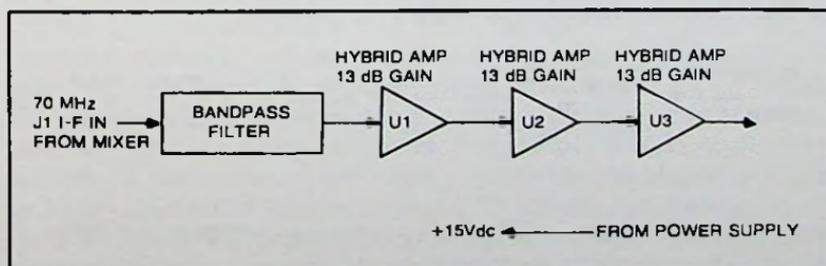 HYBRID AMP
13 dB GAIN
HYBRID AMP
13 dB GAIN
HYBRID AMP
13 dB GAIN
70 MHz
J1 I-F IN
FROM MIXER
BANDPASS
FILTER
U1
U2
U3
+15Vdc
FROM POWER SUPPLY